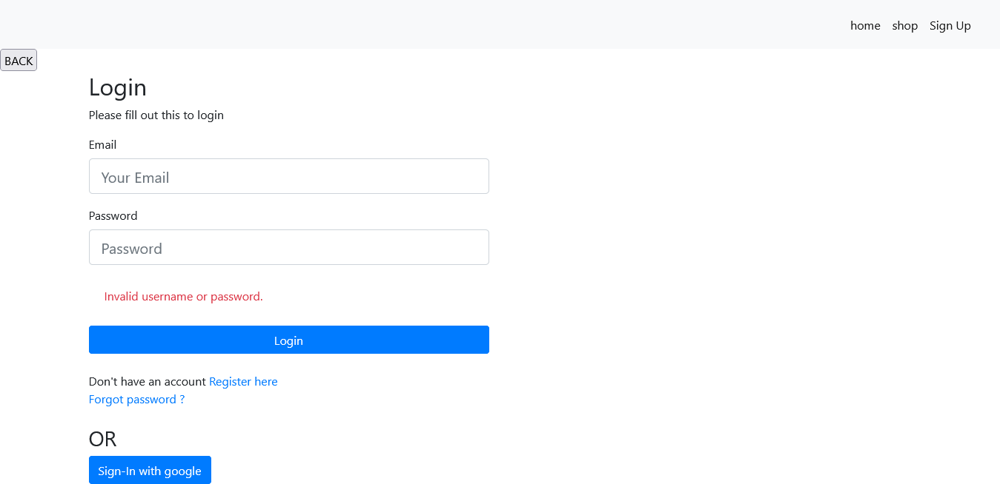 home shop Sign Up
BACK
Login
Please fill out this to login
Email
Your Email
Password
Password
Invalid username or password.
Login
Don't have an account Register here
Forgot password ?
OR
Sign-In with google